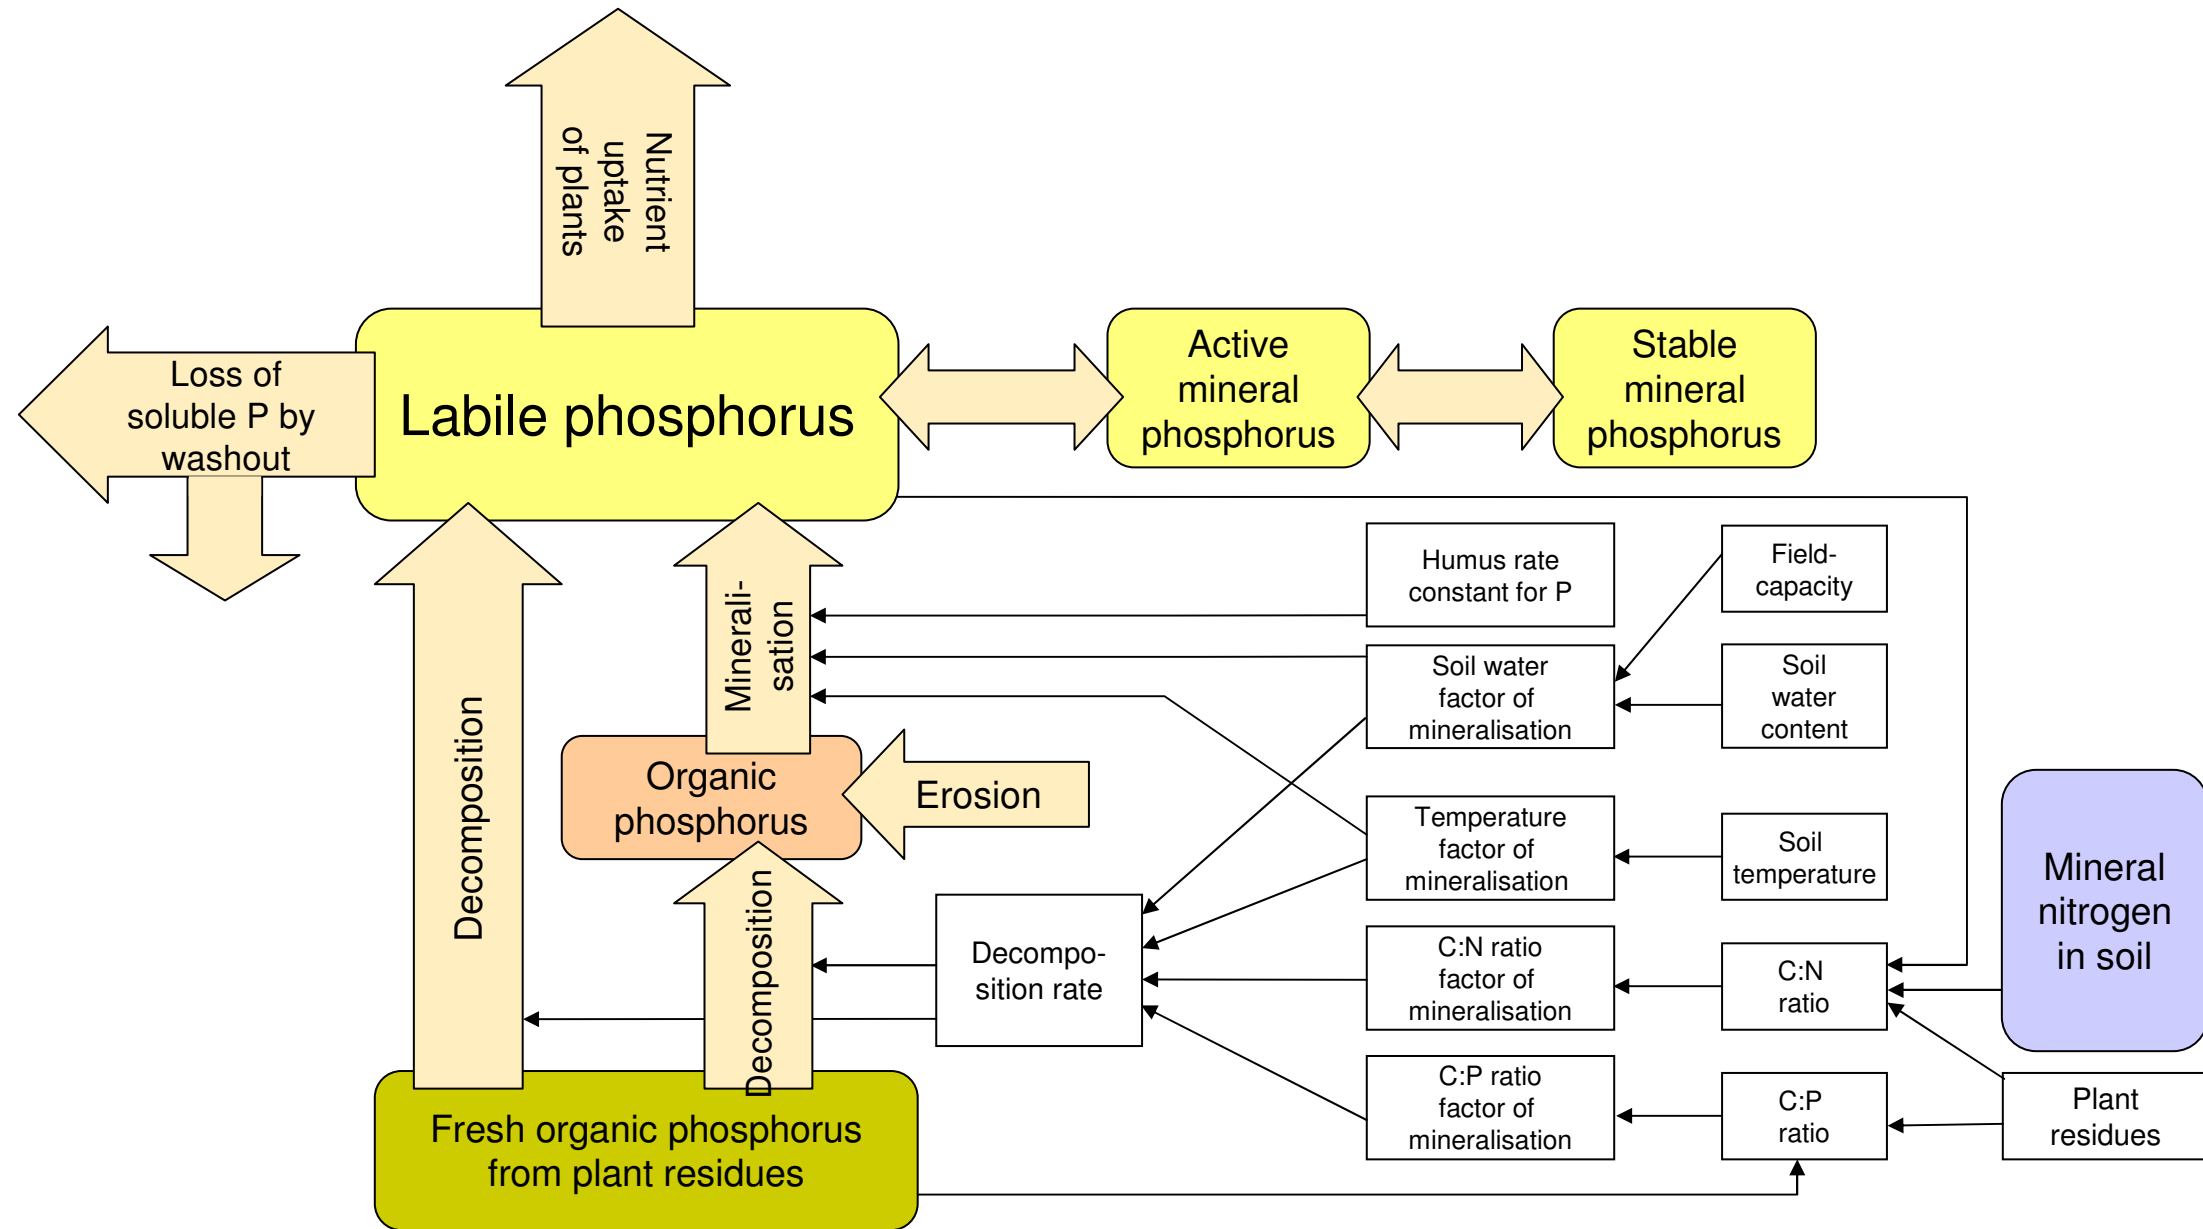 Nutrient
uptake
of plants
Loss of
soluble P by
washout
Labile phosphorus
Active
mineral
phosphorus
Stable
mineral
phosphorus
Decomposition
Minerali-
sation
Humus rate
constant for P
Field-
capacity
Soil water
factor of
mineralisation
Soil
water
content
Organic
phosphorus
Erosion
Temperature
factor of
mineralisation
Soil
temperature
Mineral
nitrogen
in soil
Decomposition
Decompo-
sition rate
C:N ratio
factor of
mineralisation
C:N
ratio
C:P ratio
factor of
mineralisation
C:P
ratio
Plant
residues
Fresh organic phosphorus
from plant residues